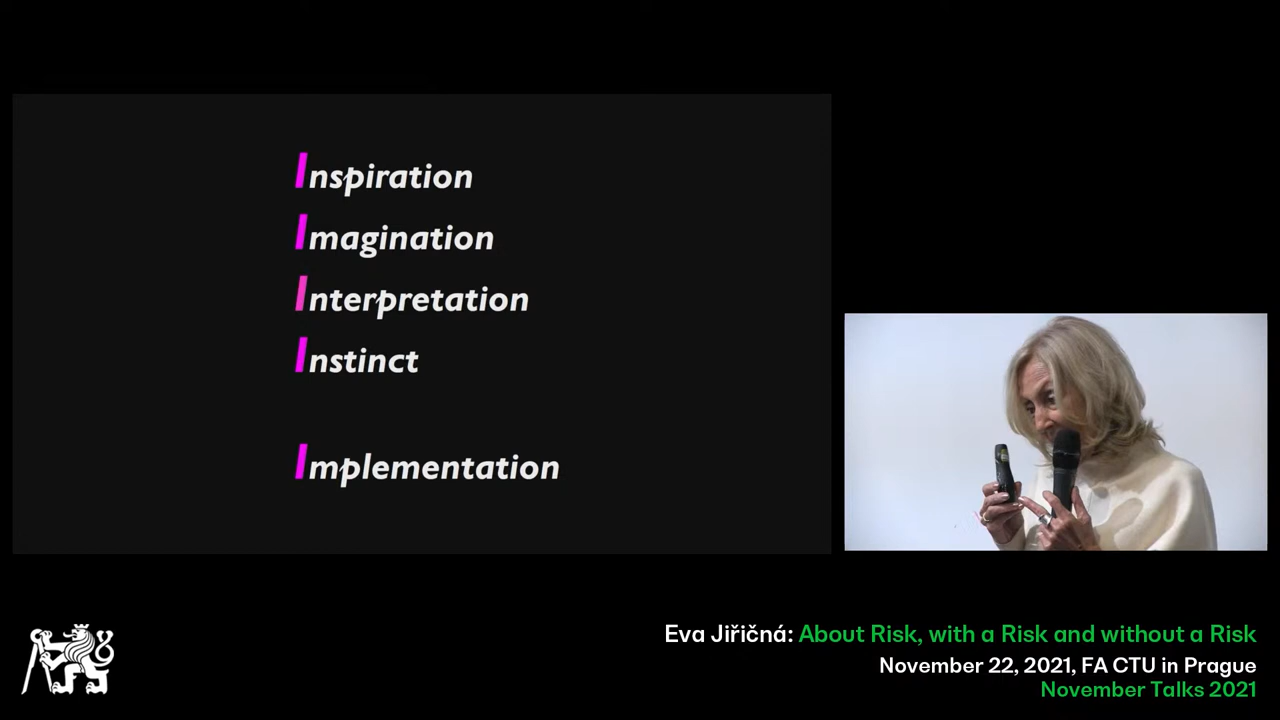 Inspiration
Imagination
Interpretation
Instinct
Implementation
Eva Jiřičná: About Risk, with a Risk and without a Risk
November 22, 2021, FA CTU in Prague
November Talks 2021